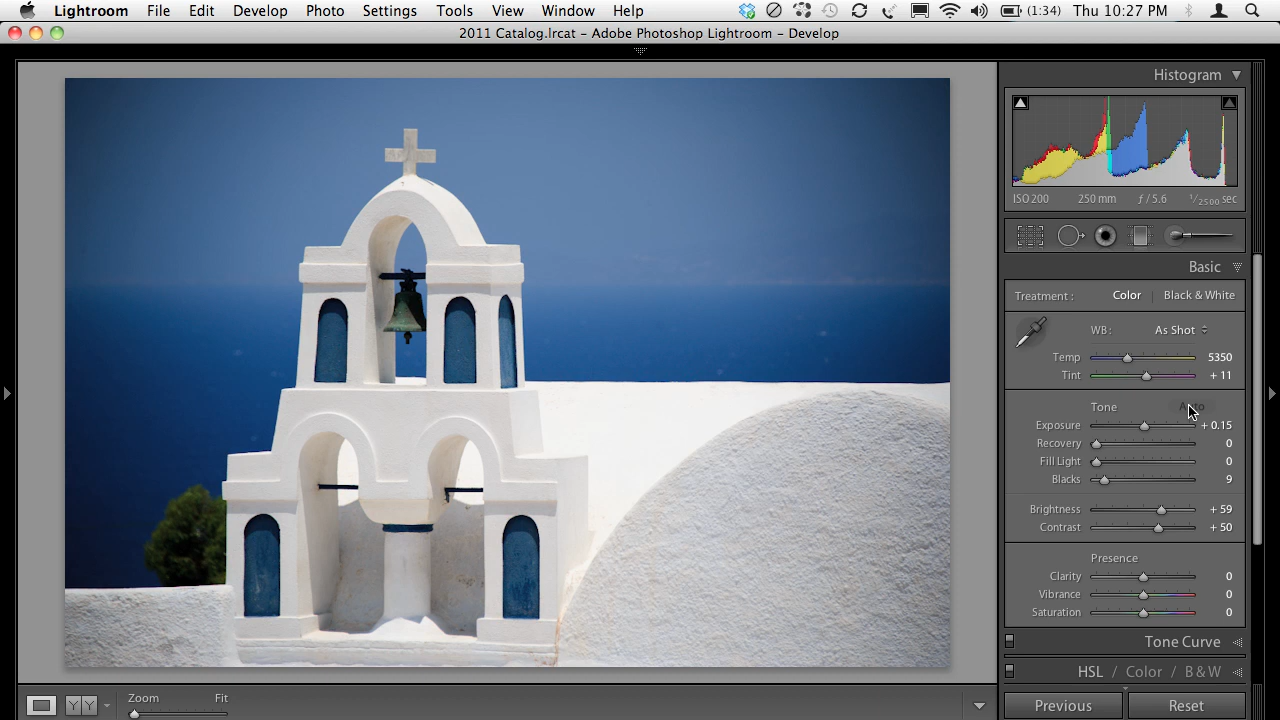 Lightroom File Edit Develop Photo Settings Tools View Window Help (1:34) Thu 10:27 PM
2011 Catalog.lrcat – Adobe Photoshop Lightroom – Develop
Histogram
ISO 200 250 mm ƒ / 5.6 1/2500 sec
Basic
Treatment : Color Black & White
WB : As Shot
Temp 5350
Tint + 11
Tone Auto
Exposure + 0.15
Recovery 0
Fill Light 0
Blacks 9
Brightness + 59
Contrast + 50
Presence
Clarity 0
Vibrance 0
Saturation 0
Tone Curve
HSL / Color / B & W
Zoom Fit
Y Y
Previous Reset